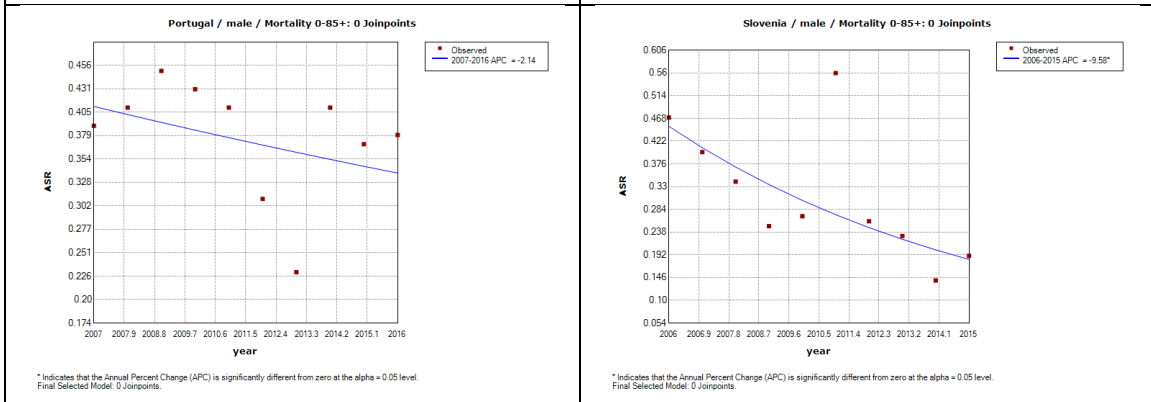 Portugal / male / Mortality 0-85+: 0 Joinpoints
Observed
2007-2016 APC = -2.14
0.456
0.431
0.405
0.379
0.354
0.328
0.302
0.277
0.251
0.226
0.20
0.174
ASR
2007 2007.9 2008.8 2009.7 2010.6 2011.5 2012.4 2013.3 2014.2 2015.1 2016
year
* Indicates that the Annual Percent Change (APC) is significantly different from zero at the alpha = 0.05 level.
Final Selected Model: 0 Joinpoints.
Slovenia / male / Mortality 0-85+: 0 Joinpoints
Observed
2006-2015 APC = -9.58*
0.606
0.56
0.514
0.468
0.422
0.376
0.33
0.284
0.238
0.192
0.146
0.10
0.054
ASR
2006 2006.9 2007.8 2008.7 2009.6 2010.5 2011.4 2012.3 2013.2 2014.1 2015
year
* Indicates that the Annual Percent Change (APC) is significantly different from zero at the alpha = 0.05 level.
Final Selected Model: 0 Joinpoints.